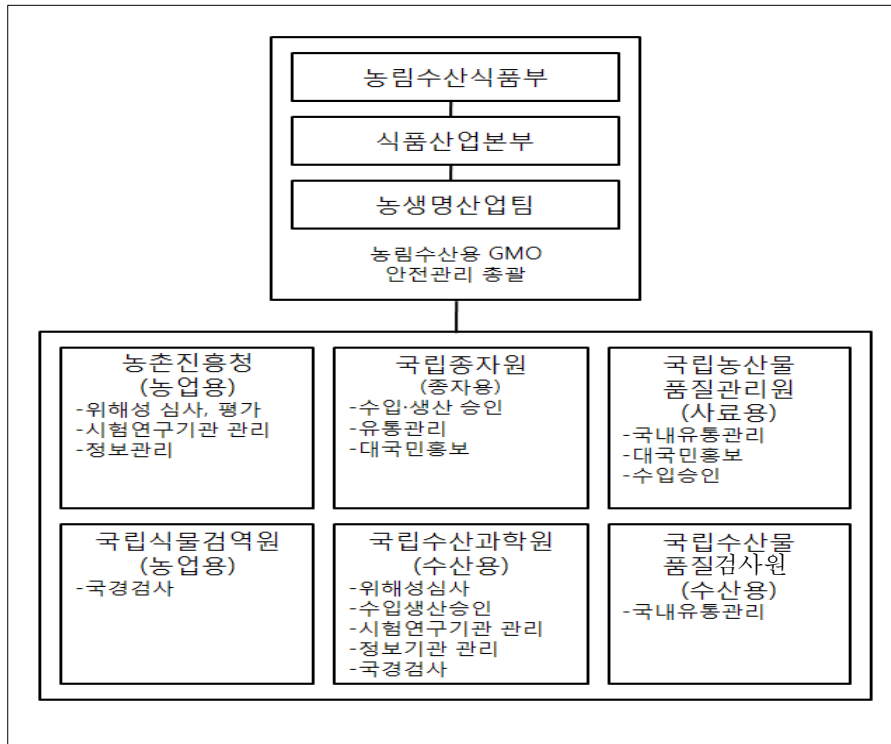 농림수산식품부
식품산업본부
농생명산업팀
농림수산용 GMO
안전관리 총괄
농촌진흥청
(농업용)
-위해성 심사, 평가
-시험연구기관 관리
-정보관리
국립종자원
(종자용)
-수입·생산 승인
-유통관리
-대국민홍보
국립농산물
품질관리원
(사료용)
-국내유통관리
-대국민홍보
-수입승인
국립식물검역원
(농업용)
-국경검사
국립수산과학원
(수산용)
-위해성심사
-수입생산승인
-시험연구기관 관리
-정보기관 관리
-국경검사
국립수산물
품질검사원
(수산용)
-국내유통관리